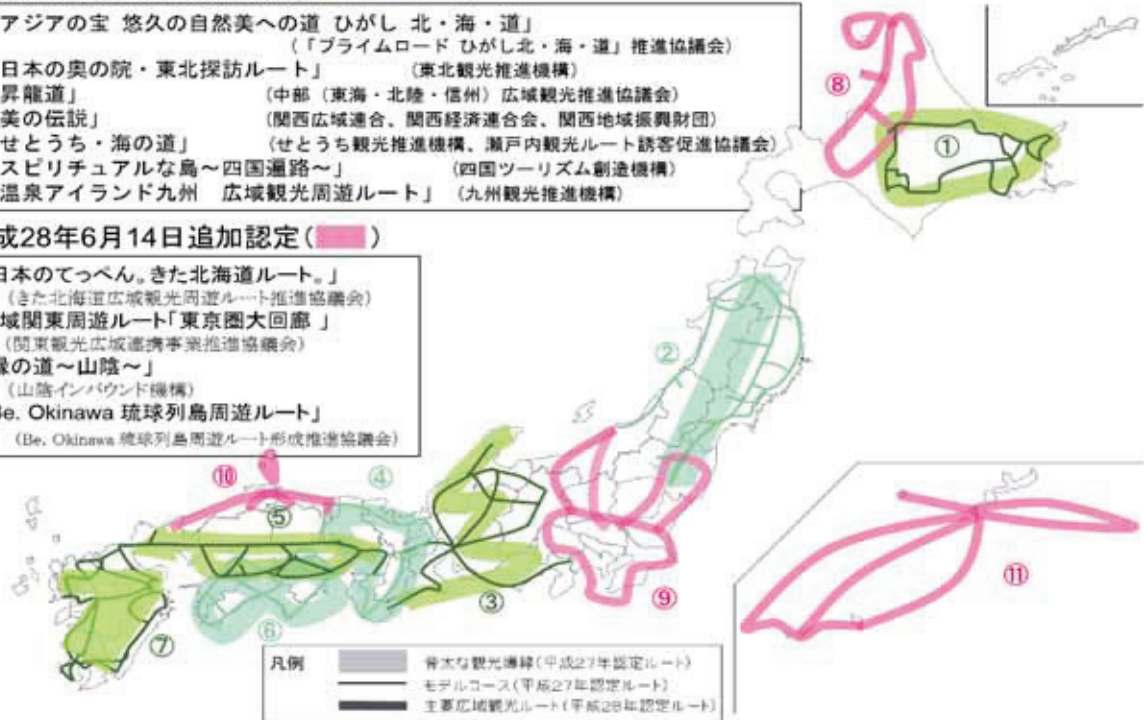 アジアの宝 悠久の自然美への道 ひがし 北・海・道」
（「プライムロード ひがし北・海・道」推進協議会）
日本の奥の院・東北探訪ルート」 （東北観光推進機構）
昇龍道」 （中部（東海・北陸・信州）広域観光推進協議会）
美の伝説」 （関西広域連合、関西経済連合会、関西地域振興財団）
せとうち・海の道」 （せとうち観光推進機構、瀬戸内観光ルート誘客促進協議会）
スピリチュアルな島～四国遍路～」 （四国ツーリズム創造機構）
温泉アイランド九州 広域観光周遊ルート」 （九州観光推進機構）
成28年6月14日追加認定（ ）
日本のてっぺん。きた北海道ルート。」
（きた北海道広域観光周遊ルート推進協議会）
域関東周遊ルート「東京圏大回廊 」
（関東観光広域連携事業推進協議会）
縁の道～山陰～」
（山陰インバウンド機構）
Be. Okinawa 琉球列島周遊ルート」
（Be. Okinawa 琉球列島周遊ルート形成推進協議会）
⑧
①
②
⑩
④
⑤
③
⑨
⑪
⑥
⑦
凡例
骨太な観光導線（平成27年認定ルート）
モデルコース（平成27年認定ルート）
主要広域観光ルート（平成28年認定ルート）